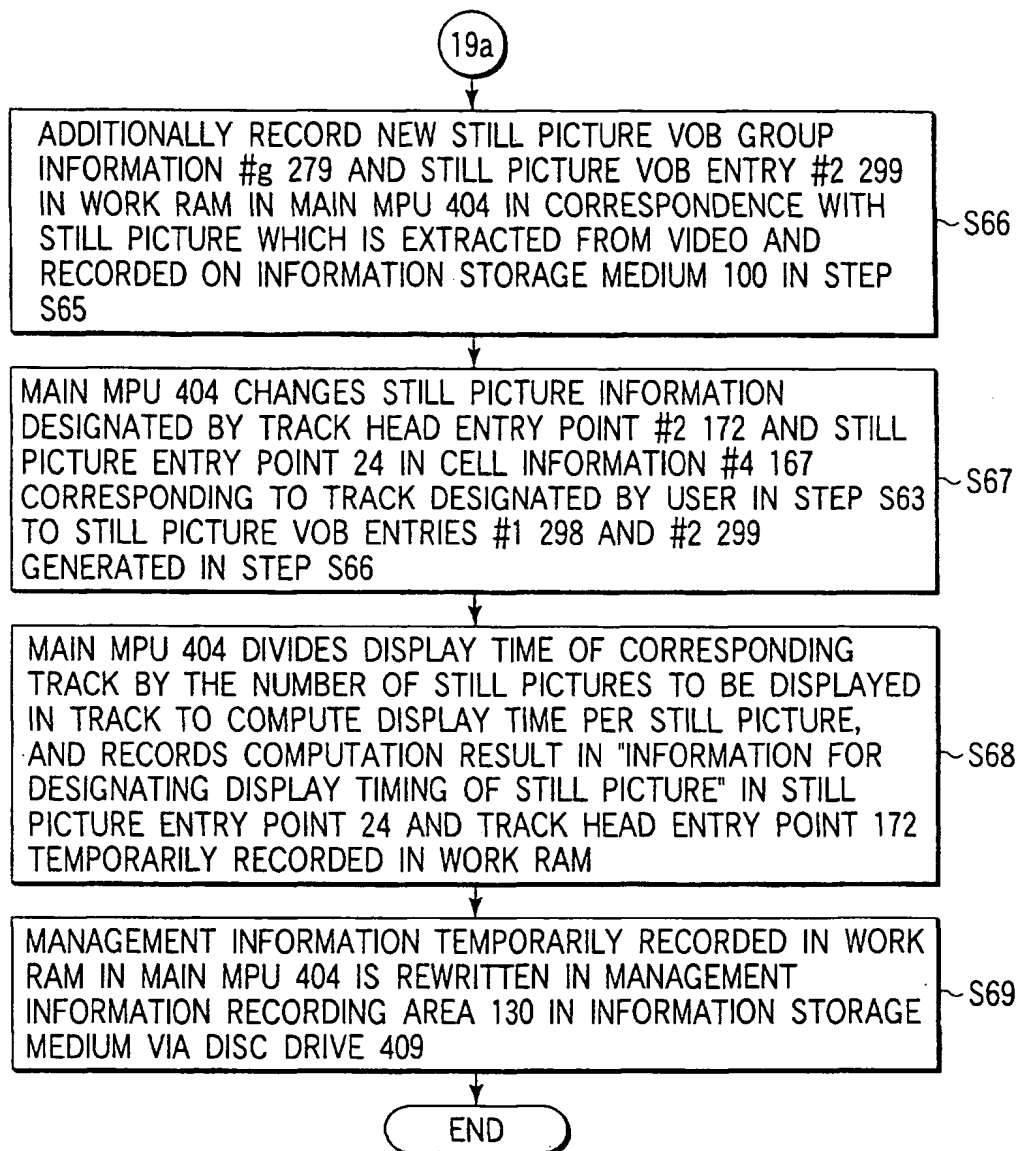 19a
ADDITIONALLY RECORD NEW STILL PICTURE VOB GROUP
INFORMATION #g 279 AND STILL PICTURE VOB ENTRY #2 299
IN WORK RAM IN MAIN MPU 404 IN CORRESPONDENCE WITH
STILL PICTURE WHICH IS EXTRACTED FROM VIDEO AND
RECORDED ON INFORMATION STORAGE MEDIUM 100 IN STEP
S65
S66
MAIN MPU 404 CHANGES STILL PICTURE INFORMATION
DESIGNATED BY TRACK HEAD ENTRY POINT #2 172 AND STILL
PICTURE ENTRY POINT 24 IN CELL INFORMATION #4 167
CORRESPONDING TO TRACK DESIGNATED BY USER IN STEP S63
TO STILL PICTURE VOB ENTRIES #1 298 AND #2 299
GENERATED IN STEP S66
S67
MAIN MPU 404 DIVIDES DISPLAY TIME OF CORRESPONDING
TRACK BY THE NUMBER OF STILL PICTURES TO BE DISPLAYED
IN TRACK TO COMPUTE DISPLAY TIME PER STILL PICTURE,
AND RECORDS COMPUTATION RESULT IN "INFORMATION FOR
DESIGNATING DISPLAY TIMING OF STILL PICTURE" IN STILL
PICTURE ENTRY POINT 24 AND TRACK HEAD ENTRY POINT 172
TEMPORARILY RECORDED IN WORK RAM
S68
MANAGEMENT INFORMATION TEMPORARILY RECORDED IN WORK
RAM IN MAIN MPU 404 IS REWRITTEN IN MANAGEMENT
INFORMATION RECORDING AREA 130 IN INFORMATION STORAGE
MEDIUM VIA DISC DRIVE 409
S69
END